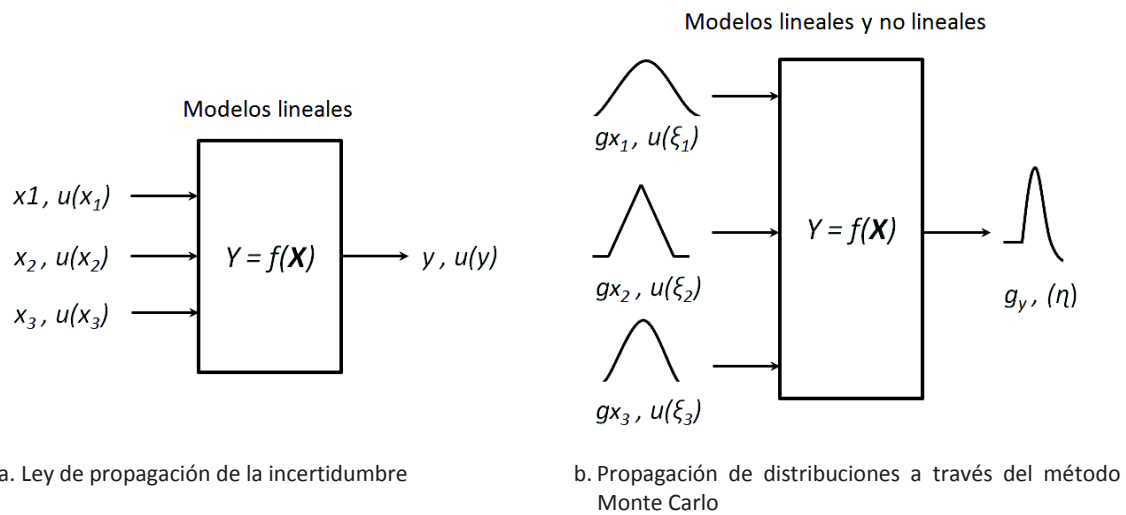 Modelos lineales
x1, u(x₁)
x₂, u(x₂)
x₃, u(x₃)
Y = f(X)
y, u(y)
a. Ley de propagación de la incertidumbre
Modelos lineales y no lineales
gx₁, u(ξ₁)
gx₂, u(ξ₂)
gx₃, u(ξ₃)
Y = f(X)
g_y, (η)
b. Propagación de distribuciones a través del método
Monte Carlo